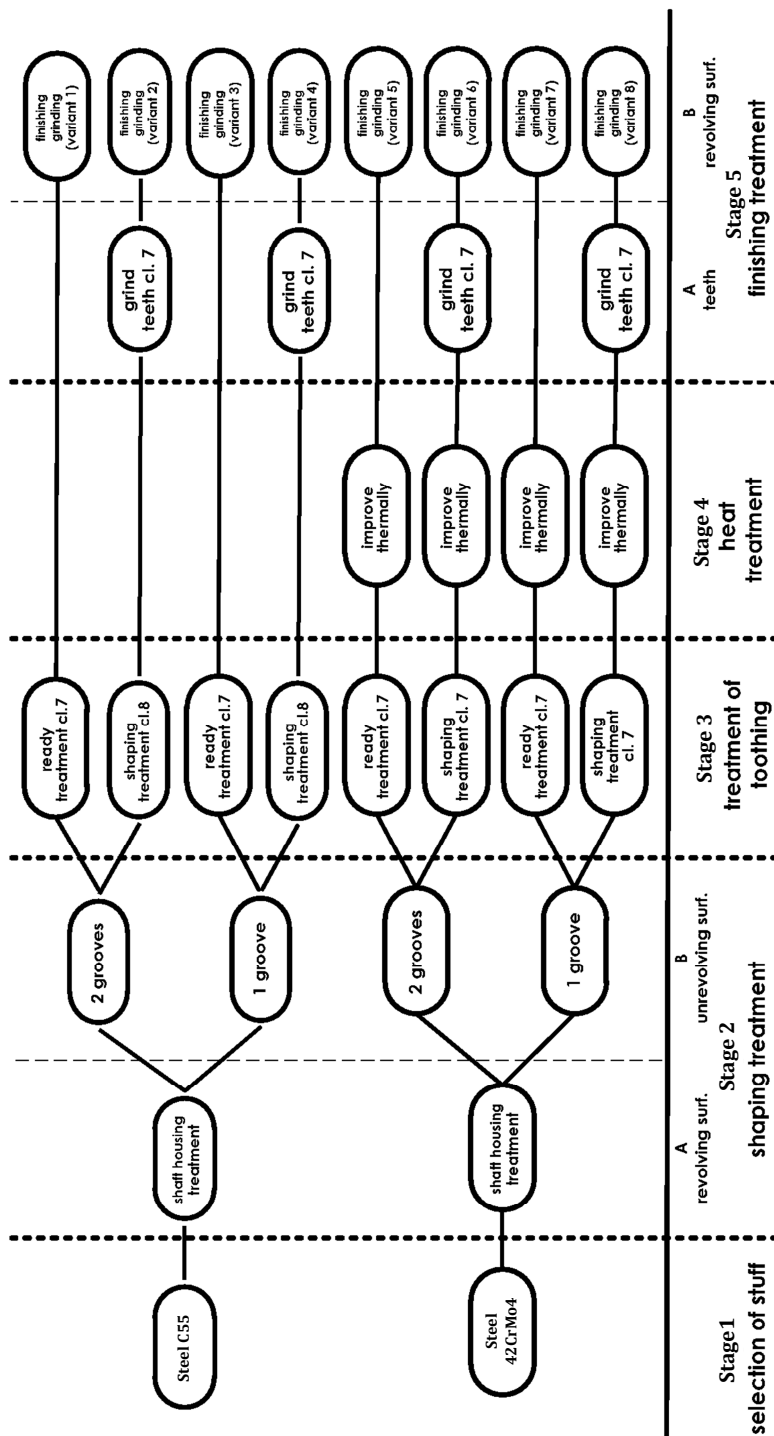 Steel C55
Steel
42CrMo4
shaft housing
treatment
shaft housing
treatment
2 grooves
1 groove
2 grooves
1 groove
ready
treatment cl.7
shaping
treatment cl.8
ready
treatment cl.7
shaping
treatment cl.8
ready
treatment cl.7
shaping
treatment cl. 7
ready
treatment cl.7
shaping
treatment
cl. 7
improve
thermally
improve
thermally
improve
thermally
improve
thermally
grind
teeth cl. 7
grind
teeth cl. 7
grind
teeth cl. 7
grind
teeth cl. 7
finishing
grinding
(variant 1)
finishing
grinding
(variant 2)
finishing
grinding
(variant 3)
finishing
grinding
(variant 4)
finishing
grinding
(variant 5)
finishing
grinding
(variant 6)
finishing
grinding
(variant 7)
finishing
grinding
(variant 8)
Stage1
selection of stuff
A
revolving surf.
B
unrevolving surf.
Stage 2
shaping treatment
Stage 3
treatment of
toothing
Stage 4
heat
treatment
A
teeth
B
revolving surf.
Stage 5
finishing treatment